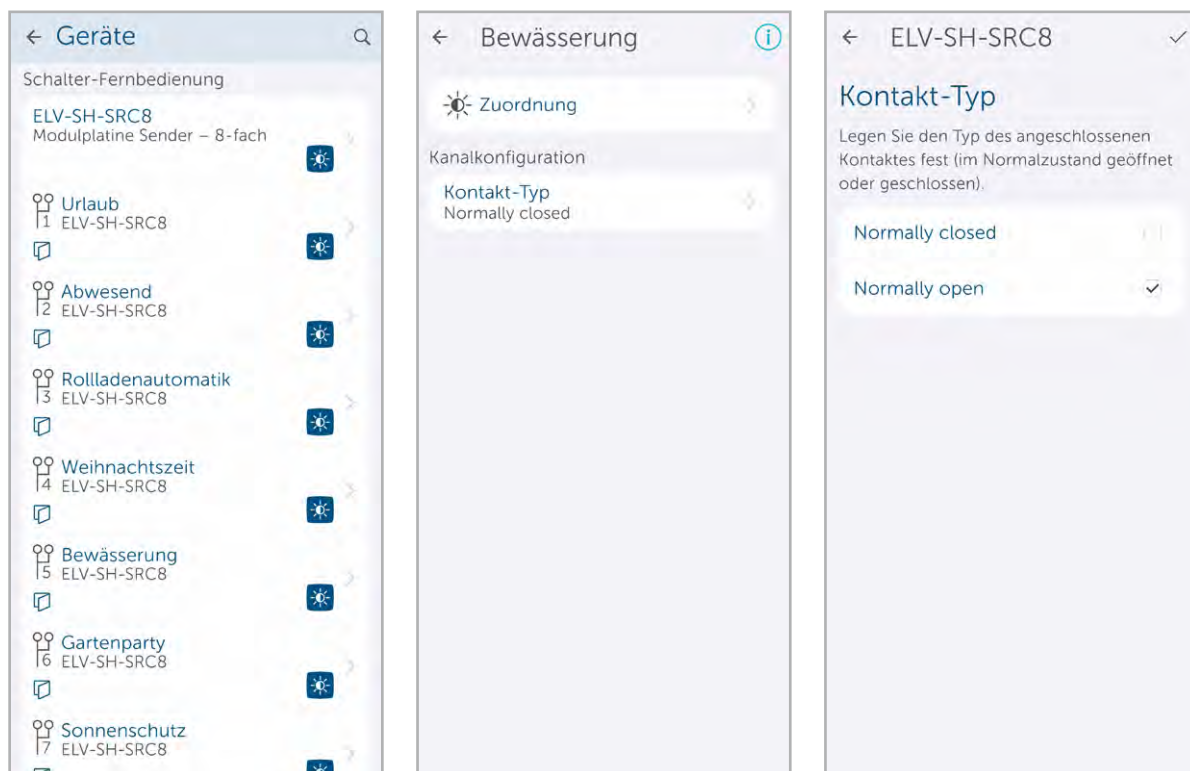 ← Geräte
Schalter-Fernbedienung
ELV-SH-SRC8
Modulplatine Sender – 8-fach
Urlaub
1 ELV-SH-SRC8
Abwesend
2 ELV-SH-SRC8
Rollladenautomatik
3 ELV-SH-SRC8
Weihnachtszeit
4 ELV-SH-SRC8
Bewässerung
5 ELV-SH-SRC8
Gartenparty
6 ELV-SH-SRC8
Sonnenschutz
7 ELV-SH-SRC8
← Bewässerung i
Zuordnung
Kanalkonfiguration
Kontakt-Typ
Normally closed
← ELV-SH-SRC8 ✓
Kontakt-Typ
Legen Sie den Typ des angeschlossenen
Kontaktes fest (im Normalzustand geöffnet
oder geschlossen).
Normally closed
Normally open ✓